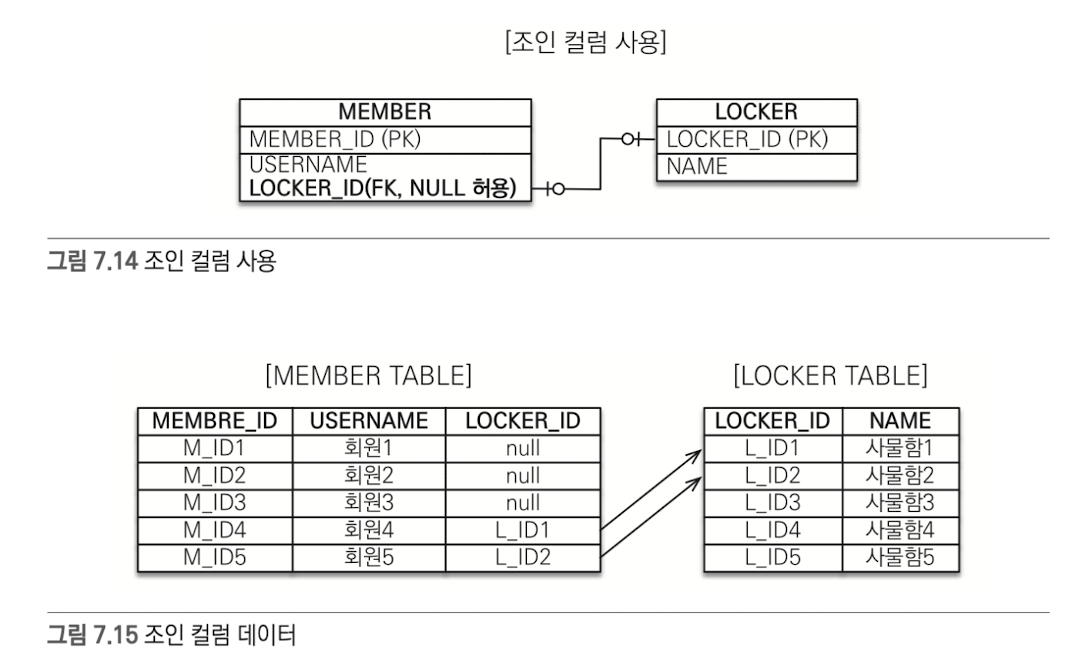 [조인 컬럼 사용]
MEMBER
MEMBER_ID (PK)
USERNAME
LOCKER_ID(FK, NULL 허용)
LOCKER
LOCKER_ID (PK)
NAME
그림 7.14 조인 컬럼 사용
[MEMBER TABLE]
MEMBRE_ID USERNAME LOCKER_ID
M_ID1 회원1 null
M_ID2 회원2 null
M_ID3 회원3 null
M_ID4 회원4 L_ID1
M_ID5 회원5 L_ID2
[LOCKER TABLE]
LOCKER_ID NAME
L_ID1 사물함1
L_ID2 사물함2
L_ID3 사물함3
L_ID4 사물함4
L_ID5 사물함5
그림 7.15 조인 컬럼 데이터